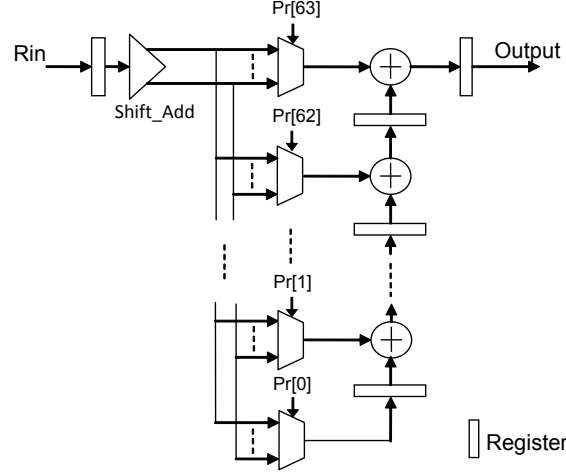 Pr[63]
Rin
Output
Shift_Add
Pr[62]
Pr[1]
Pr[0]
Register